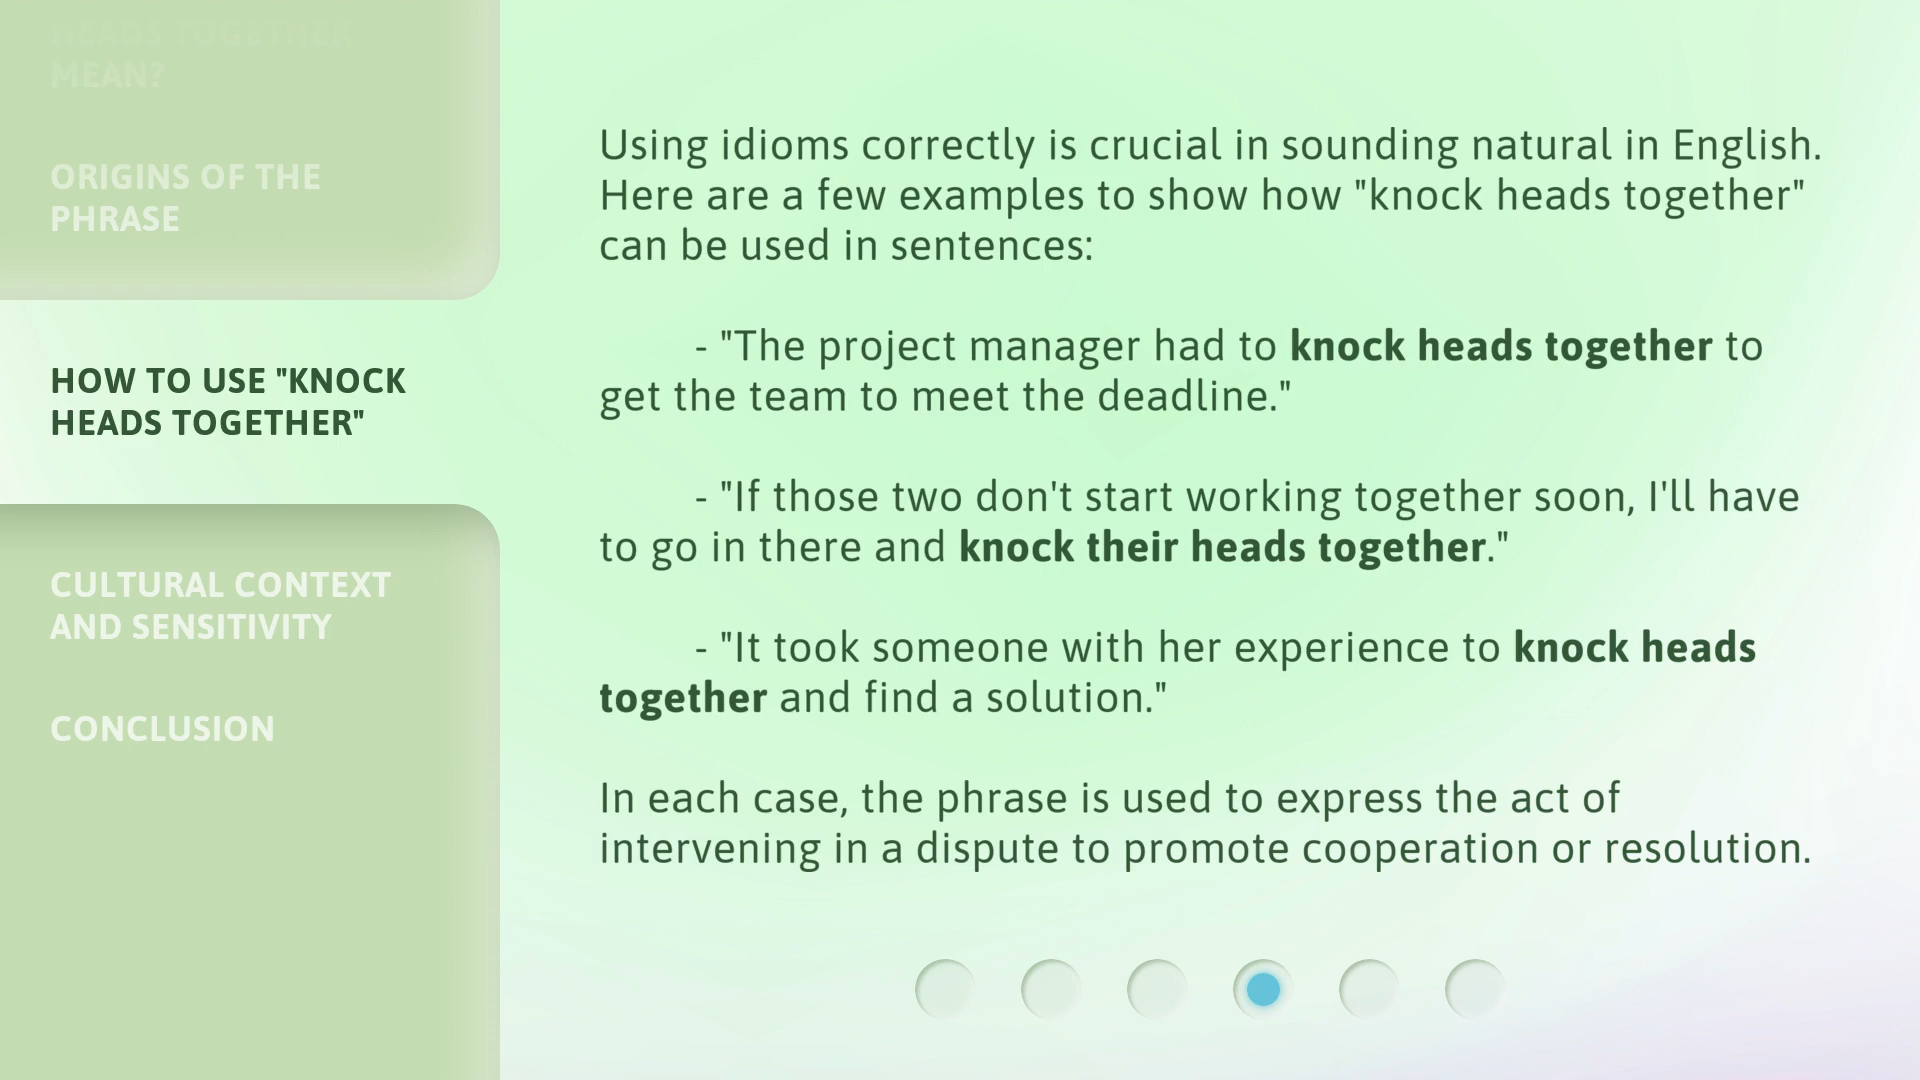 HEADS TOGETHER
MEAN?
ORIGINS OF THE
PHRASE
HOW TO USE "KNOCK
HEADS TOGETHER"
CULTURAL CONTEXT
AND SENSITIVITY
CONCLUSION
Using idioms correctly is crucial in sounding natural in English.
Here are a few examples to show how "knock heads together"
can be used in sentences:
- "The project manager had to knock heads together to
get the team to meet the deadline."
- "If those two don't start working together soon, I'll have
to go in there and knock their heads together."
- "It took someone with her experience to knock heads
together and find a solution."
In each case, the phrase is used to express the act of
intervening in a dispute to promote cooperation or resolution.